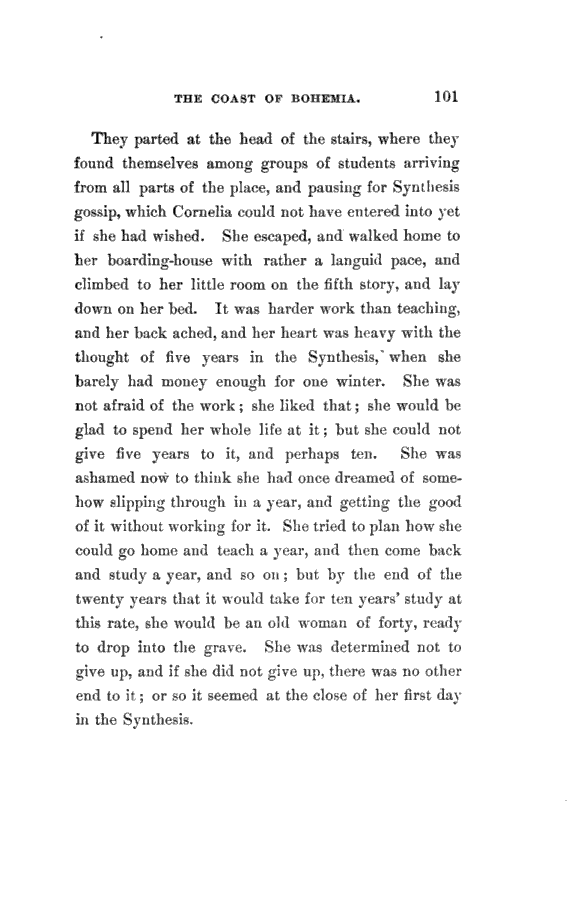 THE COAST OF BOHEMIA. 101
They parted at the head of the stairs, where they
found themselves among groups of students arriving
from all parts of the place, and pausing for Synthesis
gossip, which Cornelia could not have entered into yet
if she had wished. She escaped, and walked home to
her boarding-house with rather a languid pace, and
climbed to her little room on the fifth story, and lay
down on her bed. It was harder work than teaching,
and her back ached, and her heart was heavy with the
thought of five years in the Synthesis, when she
barely had money enough for one winter. She was
not afraid of the work; she liked that; she would be
glad to spend her whole life at it; but she could not
give five years to it, and perhaps ten. She was
ashamed now to think she had once dreamed of some-
how slipping through in a year, and getting the good
of it without working for it. She tried to plan how she
could go home and teach a year, and then come back
and study a year, and so on; but by the end of the
twenty years that it would take for ten years' study at
this rate, she would be an old woman of forty, ready
to drop into the grave. She was determined not to
give up, and if she did not give up, there was no other
end to it; or so it seemed at the close of her first day
in the Synthesis.